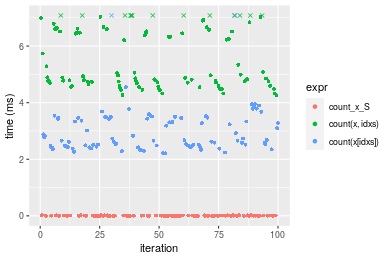 time (ms)
6
4
2
0
0
25
50
75
100
iteration
expr
count_x_S
count(x, idxs)
count(x[idxs])